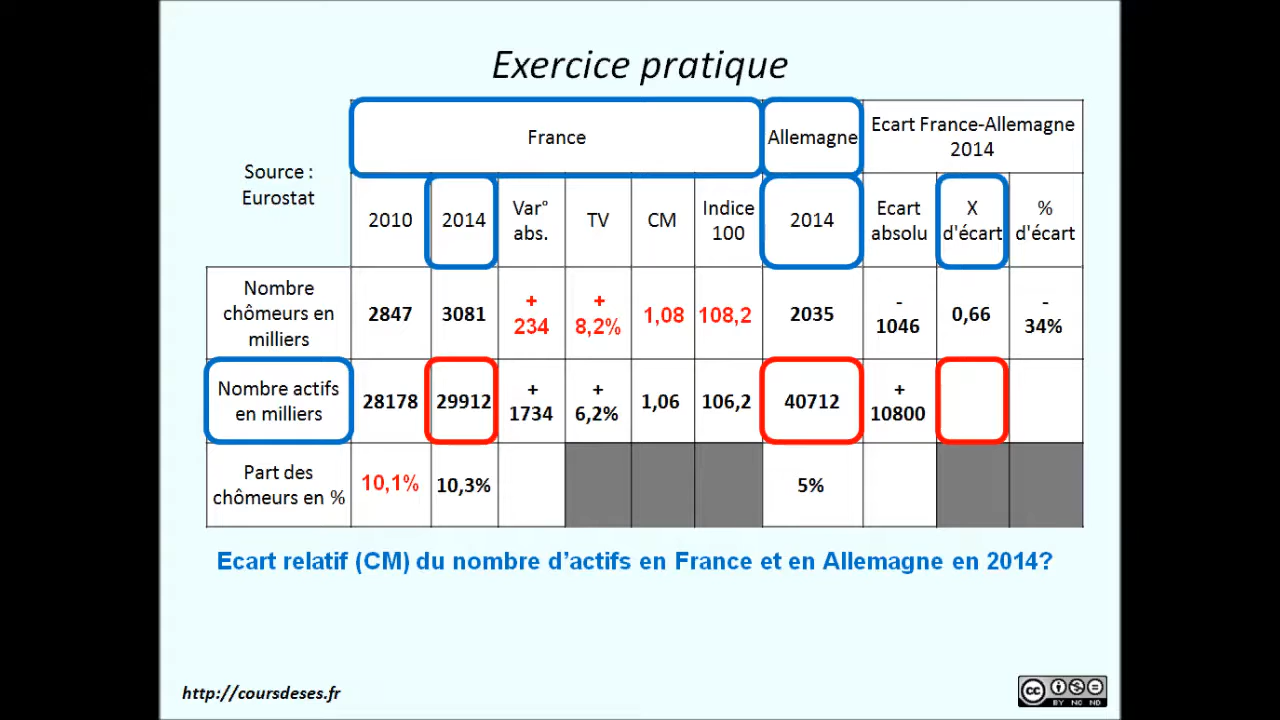 Exercice pratique
France
Allemagne
Ecart France-Allemagne
2014
Source :
Eurostat
2010
2014
Var°
abs.
TV
CM
Indice
100
2014
Ecart
absolu
X
d'écart
%
d'écart
Nombre
chômeurs en
milliers
2847
3081
+
234
+
8,2%
1,08
108,2
2035
-
1046
0,66
-
34%
Nombre actifs
en milliers
28178
29912
+
1734
+
6,2%
1,06
106,2
40712
+
10800
Part des
chômeurs en %
10,1%
10,3%
5%
Ecart relatif (CM) du nombre d’actifs en France et en Allemagne en 2014?
http://coursdeses.fr
cc
BY NC ND